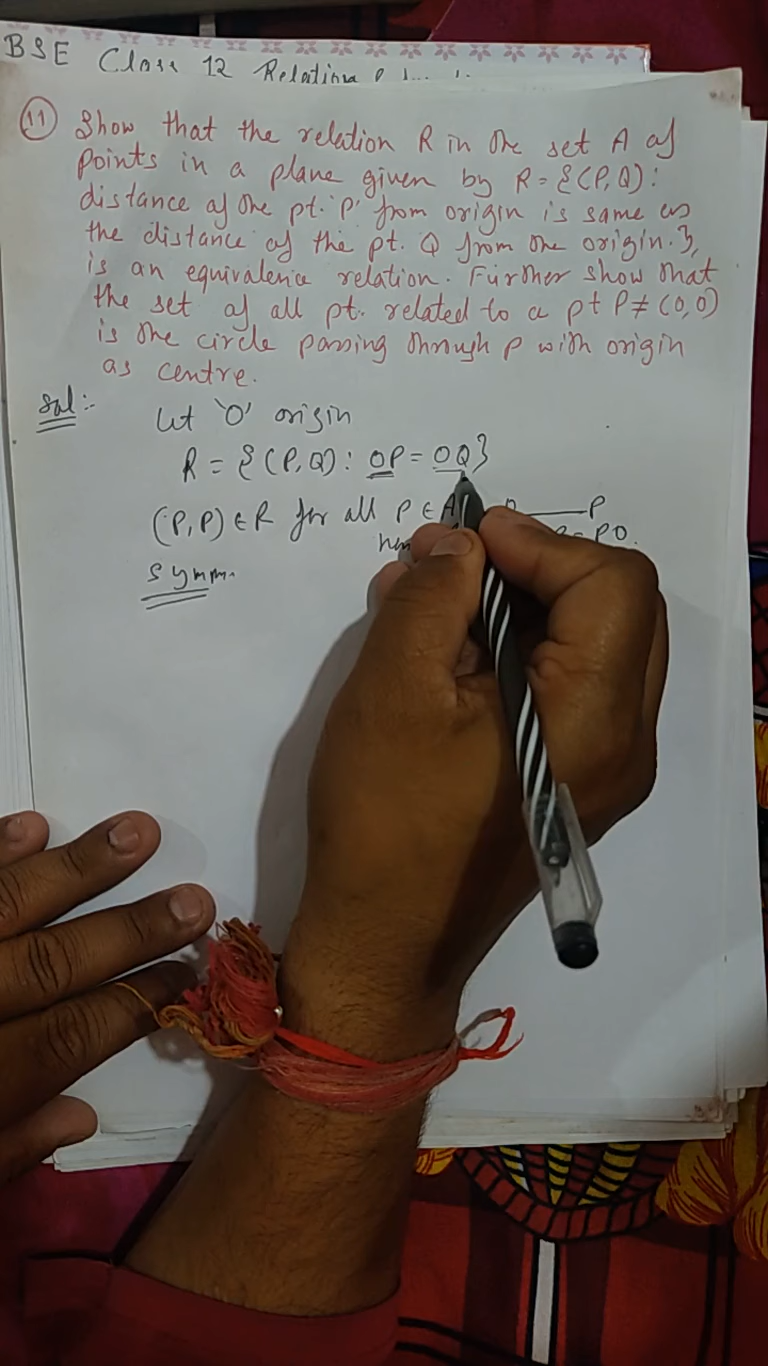 BSE Class 12 Relation
(11) Show that the relation R in the set A of
points in a plane given by R = {(P,Q):
distance of the pt. 'P' from origin is same as
the distance of the pt. Q from the origin.},
is an equivalence relation. Further show that
the set of all pt. related to a pt P ≠ (0,0)
is the circle passing through P with origin
as centre.
Sol:- Let 'O' origin
R = {(P,Q): OP = OQ}
(P,P) ∈ R for all P ∈ A P
PO.
Symm.